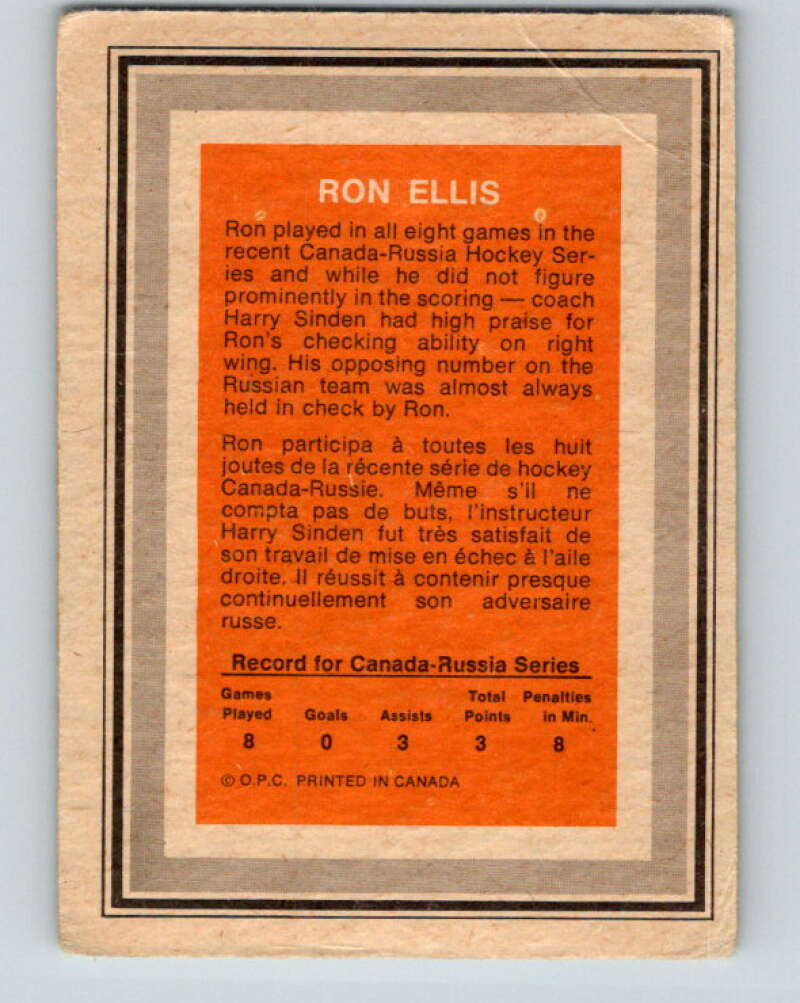 RON ELLIS
Ron played in all eight games in the
recent Canada-Russia Hockey Ser-
ies and while he did not figure
prominently in the scoring — coach
Harry Sinden had high praise for
Ron's checking ability on right
wing. His opposing number on the
Russian team was almost always
held in check by Ron.
Ron participa à toutes les huit
joutes de la récente série de hockey
Canada-Russie. Même s'il ne
compta pas de buts, l'instructeur
Harry Sinden fut très satisfait de
son travail de mise en échec à l'aile
droite. Il réussit à contenir presque
continuellement son adversaire
russe.
Record for Canada-Russia Series
Games Total Penalties
Played Goals Assists Points in Min.
8 0 3 3 8
© O.P.C. PRINTED IN CANADA